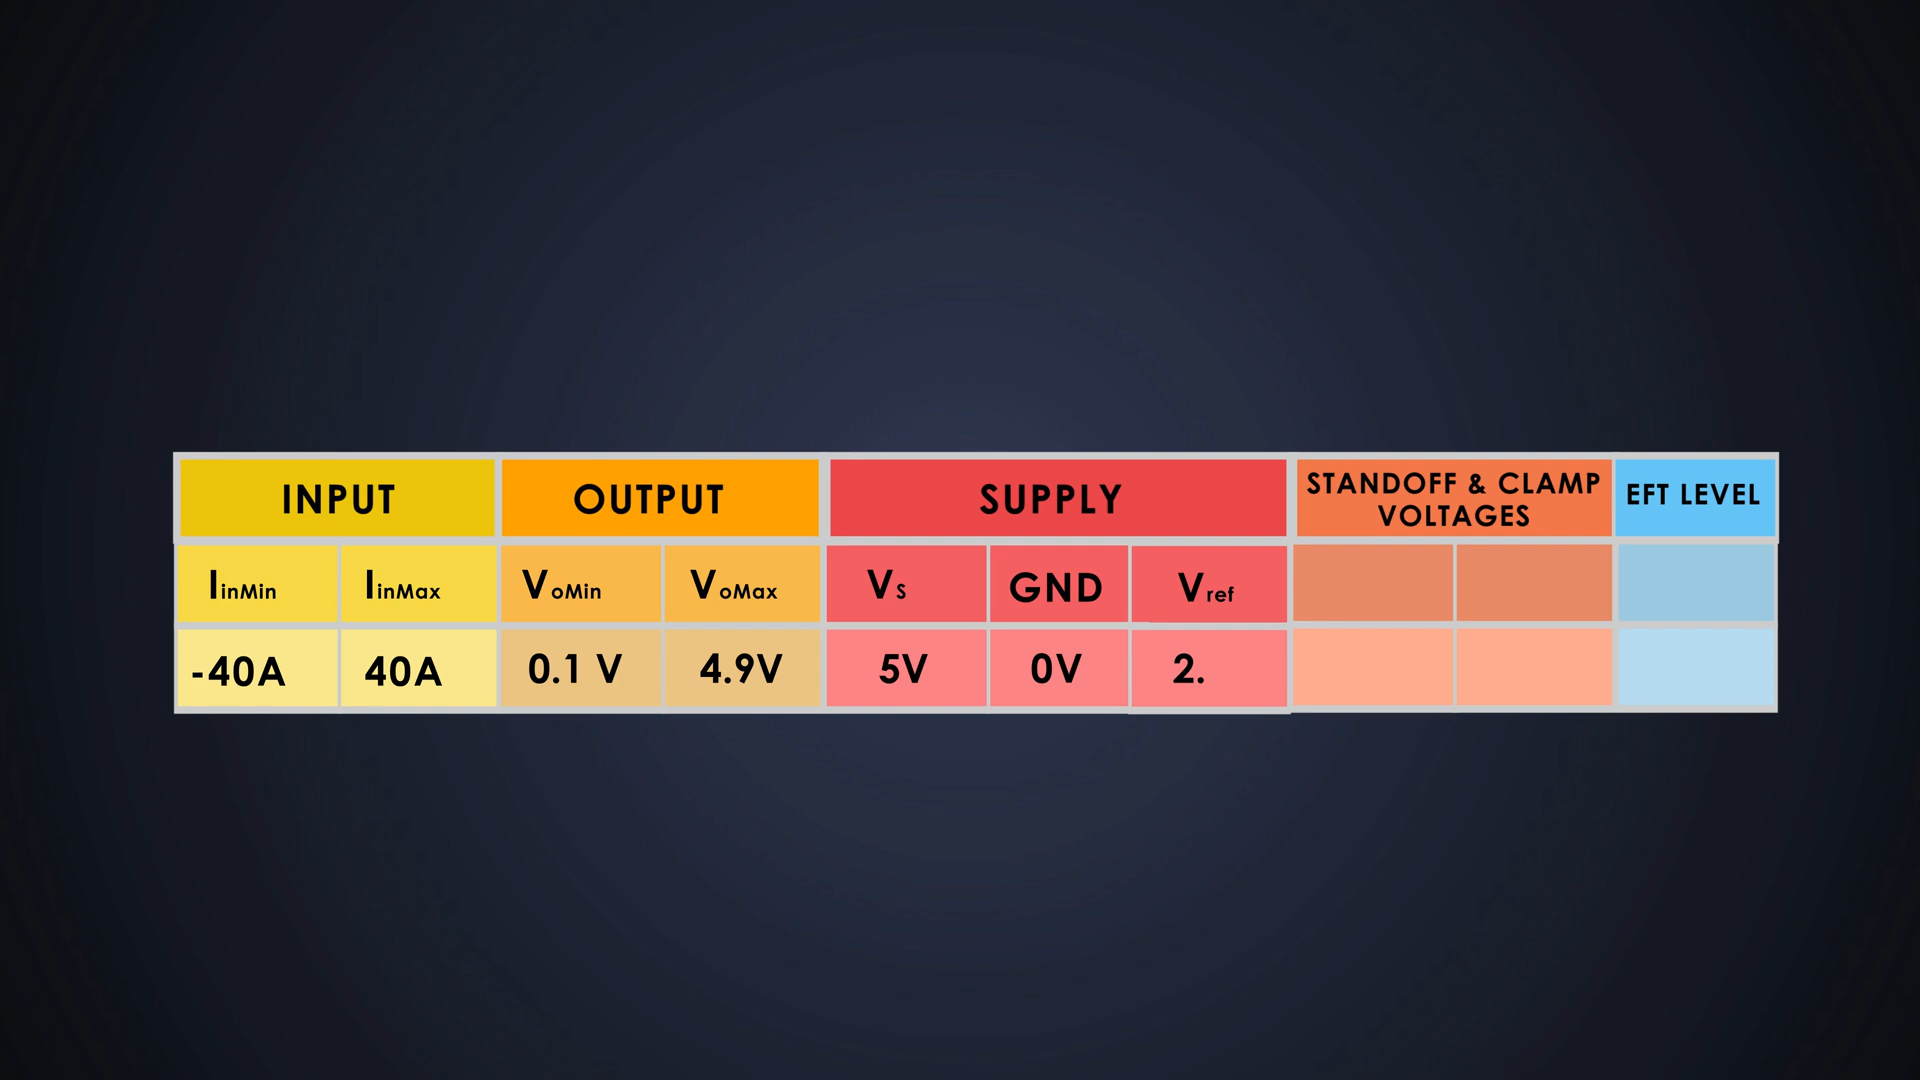 INPUT OUTPUT SUPPLY STANDOFF & CLAMP VOLTAGES EFT LEVEL
IinMin IinMax VoMin VoMax Vs GND Vref
-40A 40A 0.1 V 4.9V 5V 0V 2.